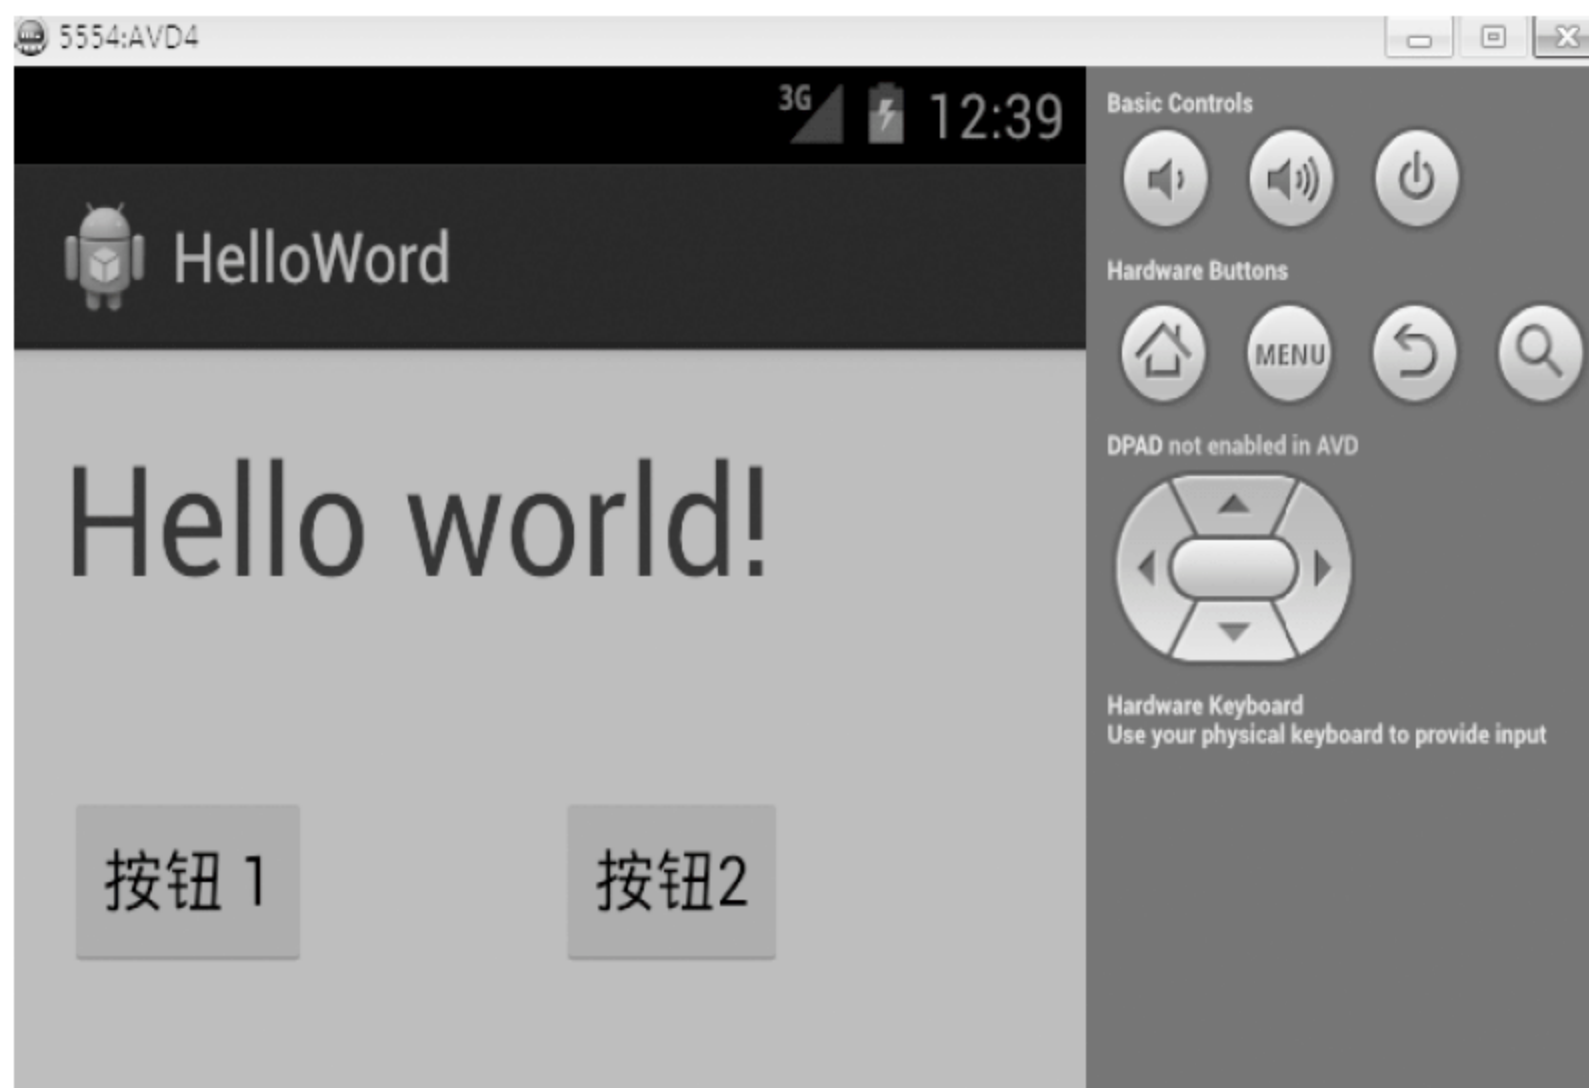 5554:AVD4
3G 12:39
HelloWord
Hello world!
按钮 1
按钮2
Basic Controls
Hardware Buttons
MENU
DPAD not enabled in AVD
Hardware Keyboard
Use your physical keyboard to provide input